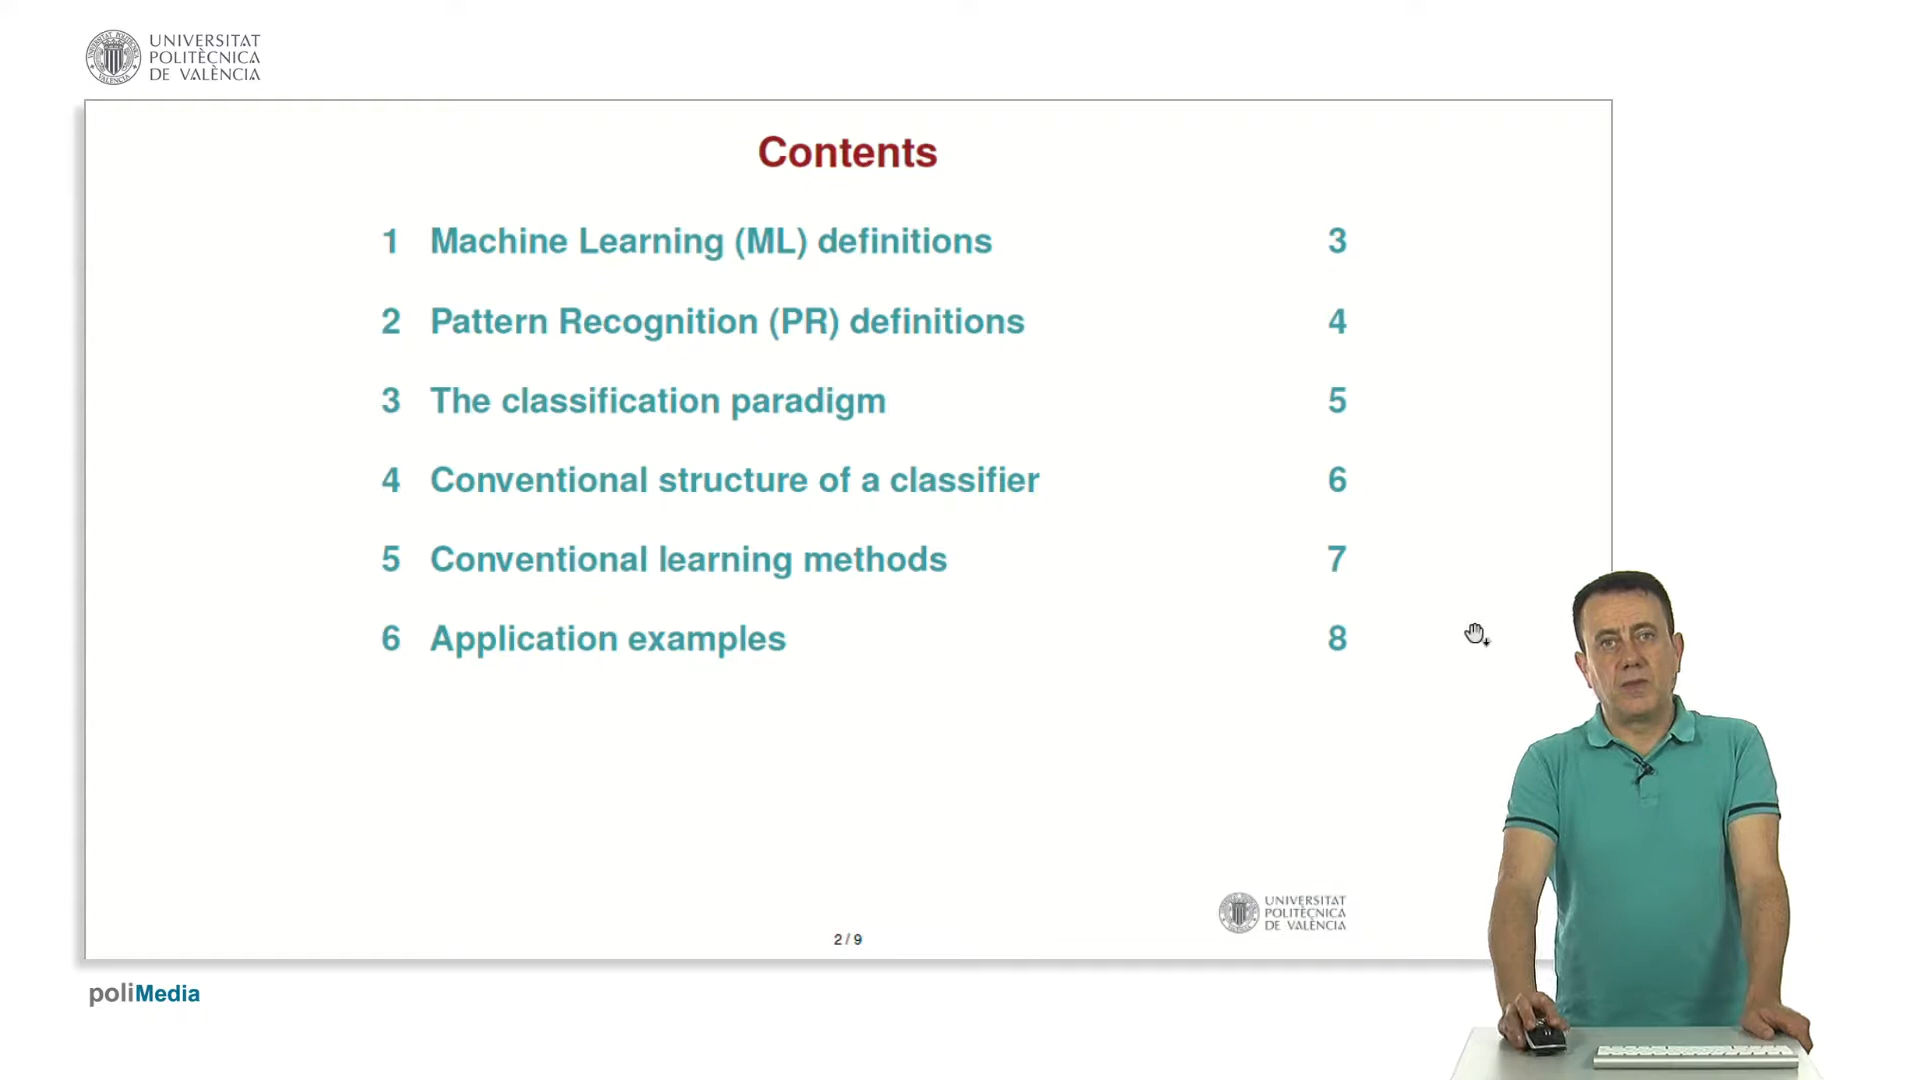 UNIVERSITAT
POLITÈCNICA
DE VALÈNCIA
Contents
1 Machine Learning (ML) definitions 3
2 Pattern Recognition (PR) definitions 4
3 The classification paradigm 5
4 Conventional structure of a classifier 6
5 Conventional learning methods 7
6 Application examples 8
UNIVERSITAT
POLITÈCNICA
DE VALÈNCIA
2 / 9
poliMedia